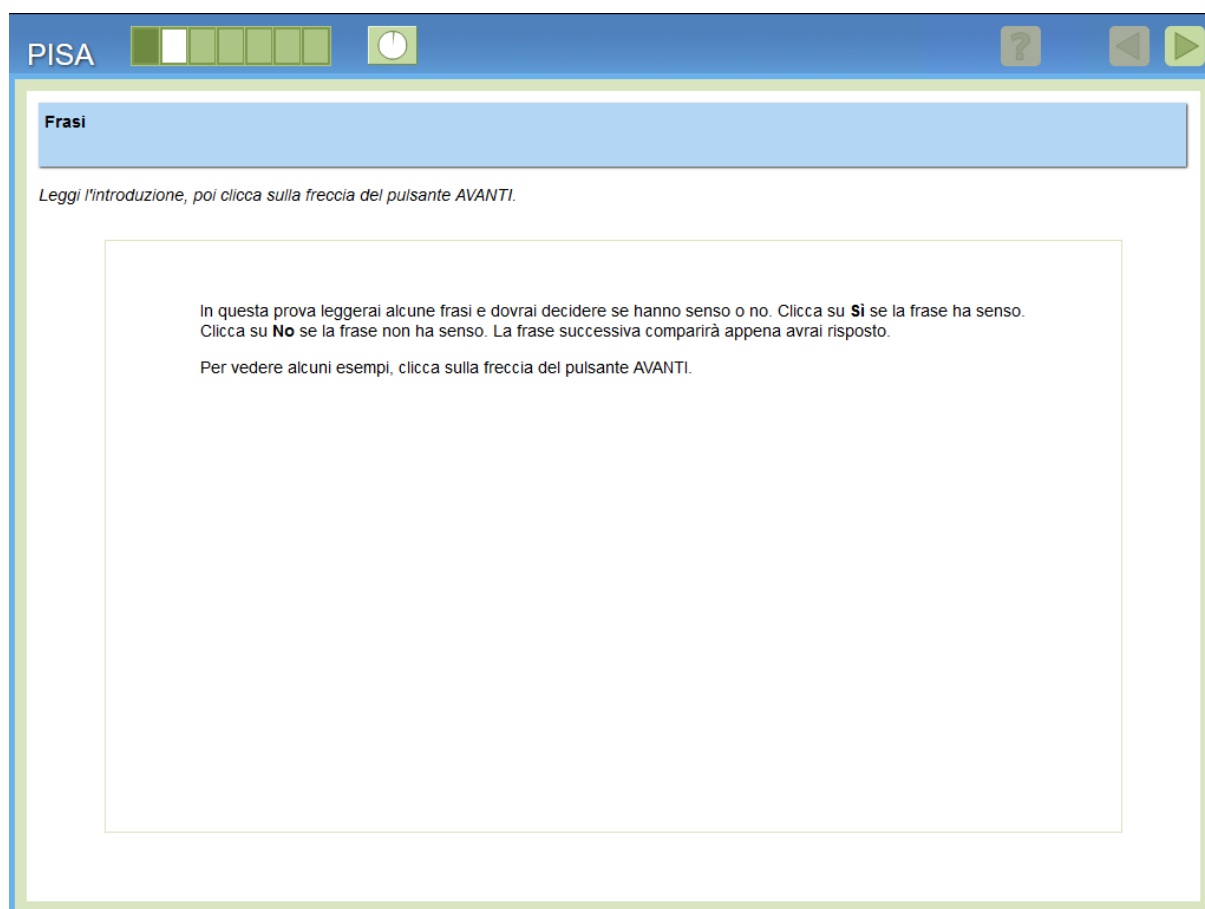 PISA
?
Frasi
Leggi l'introduzione, poi clicca sulla freccia del pulsante AVANTI.
In questa prova leggerai alcune frasi e dovrai decidere se hanno senso o no. Clicca su Sì se la frase ha senso.
Clicca su No se la frase non ha senso. La frase successiva comparirà appena avrai risposto.
Per vedere alcuni esempi, clicca sulla freccia del pulsante AVANTI.